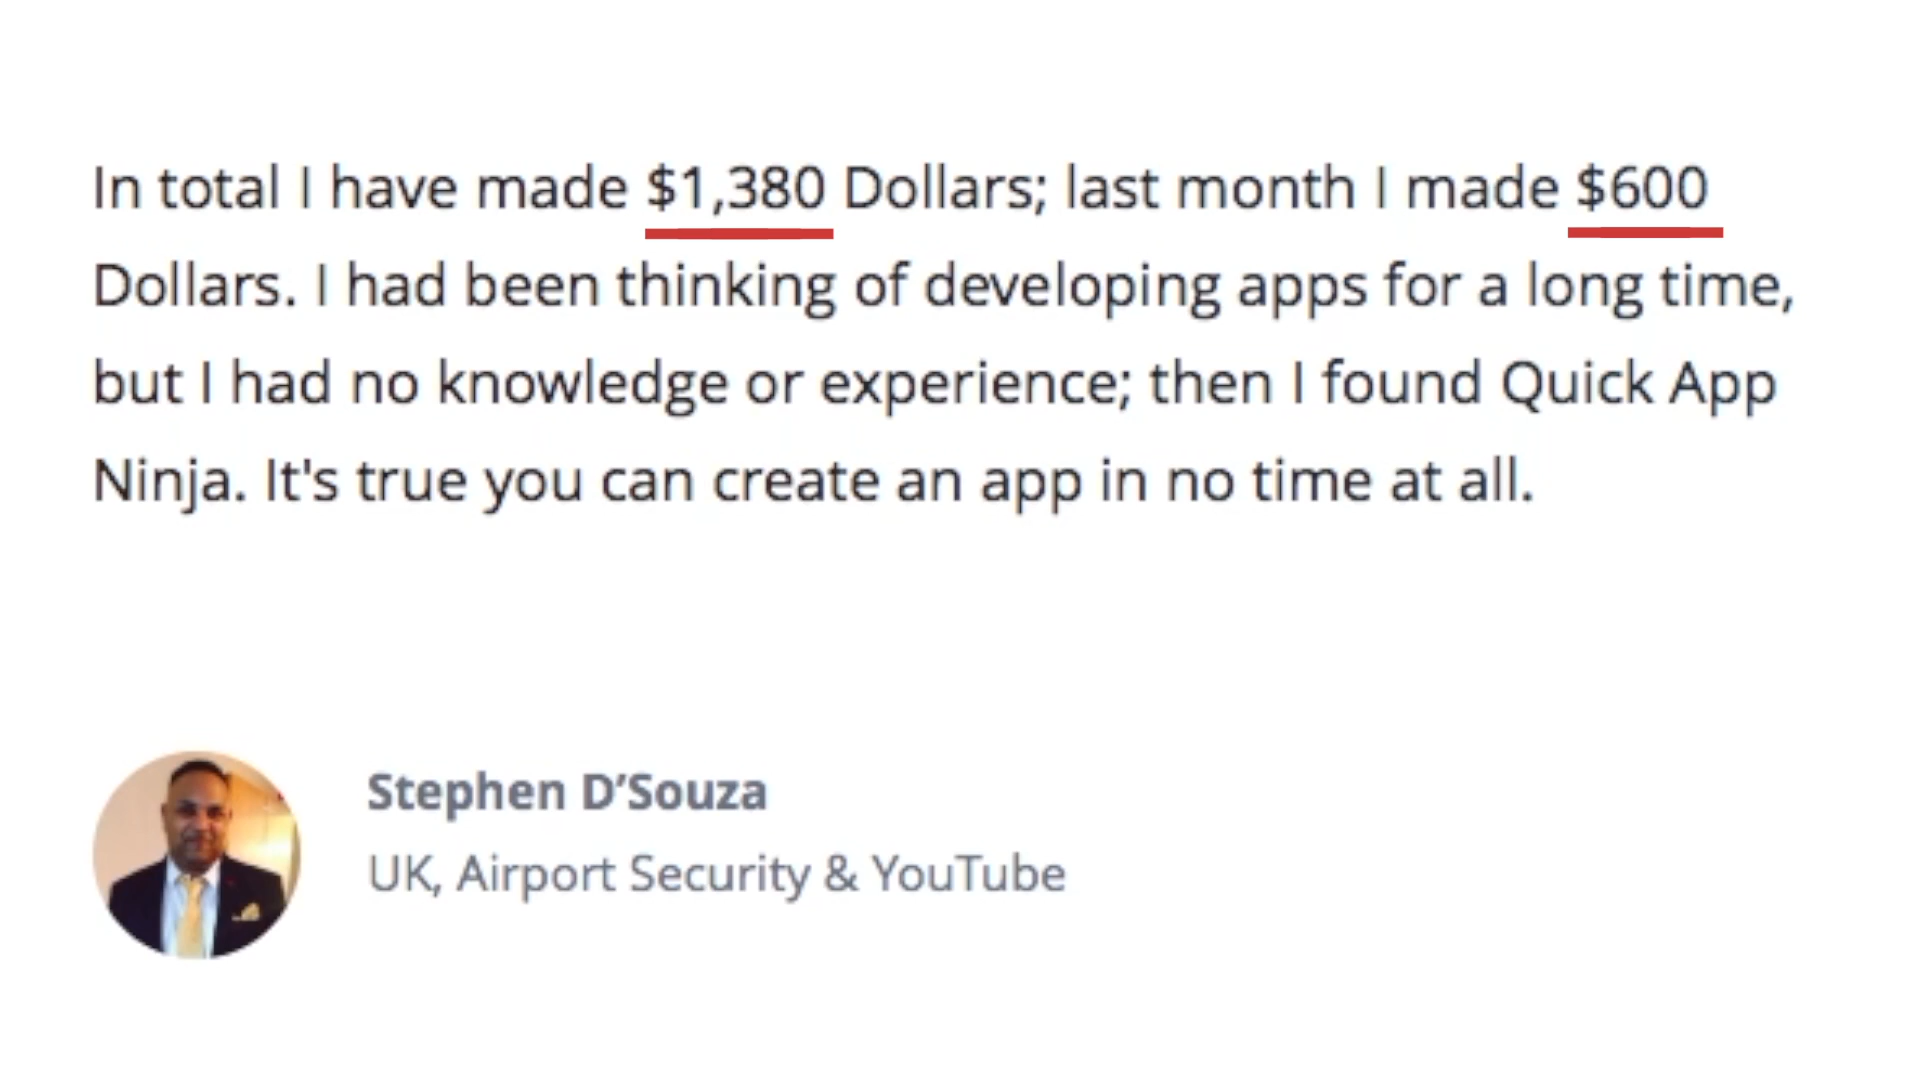 In total I have made $1,380 Dollars; last month I made $600
Dollars. I had been thinking of developing apps for a long time,
but I had no knowledge or experience; then I found Quick App
Ninja. It's true you can create an app in no time at all.
Stephen D’Souza
UK, Airport Security & YouTube